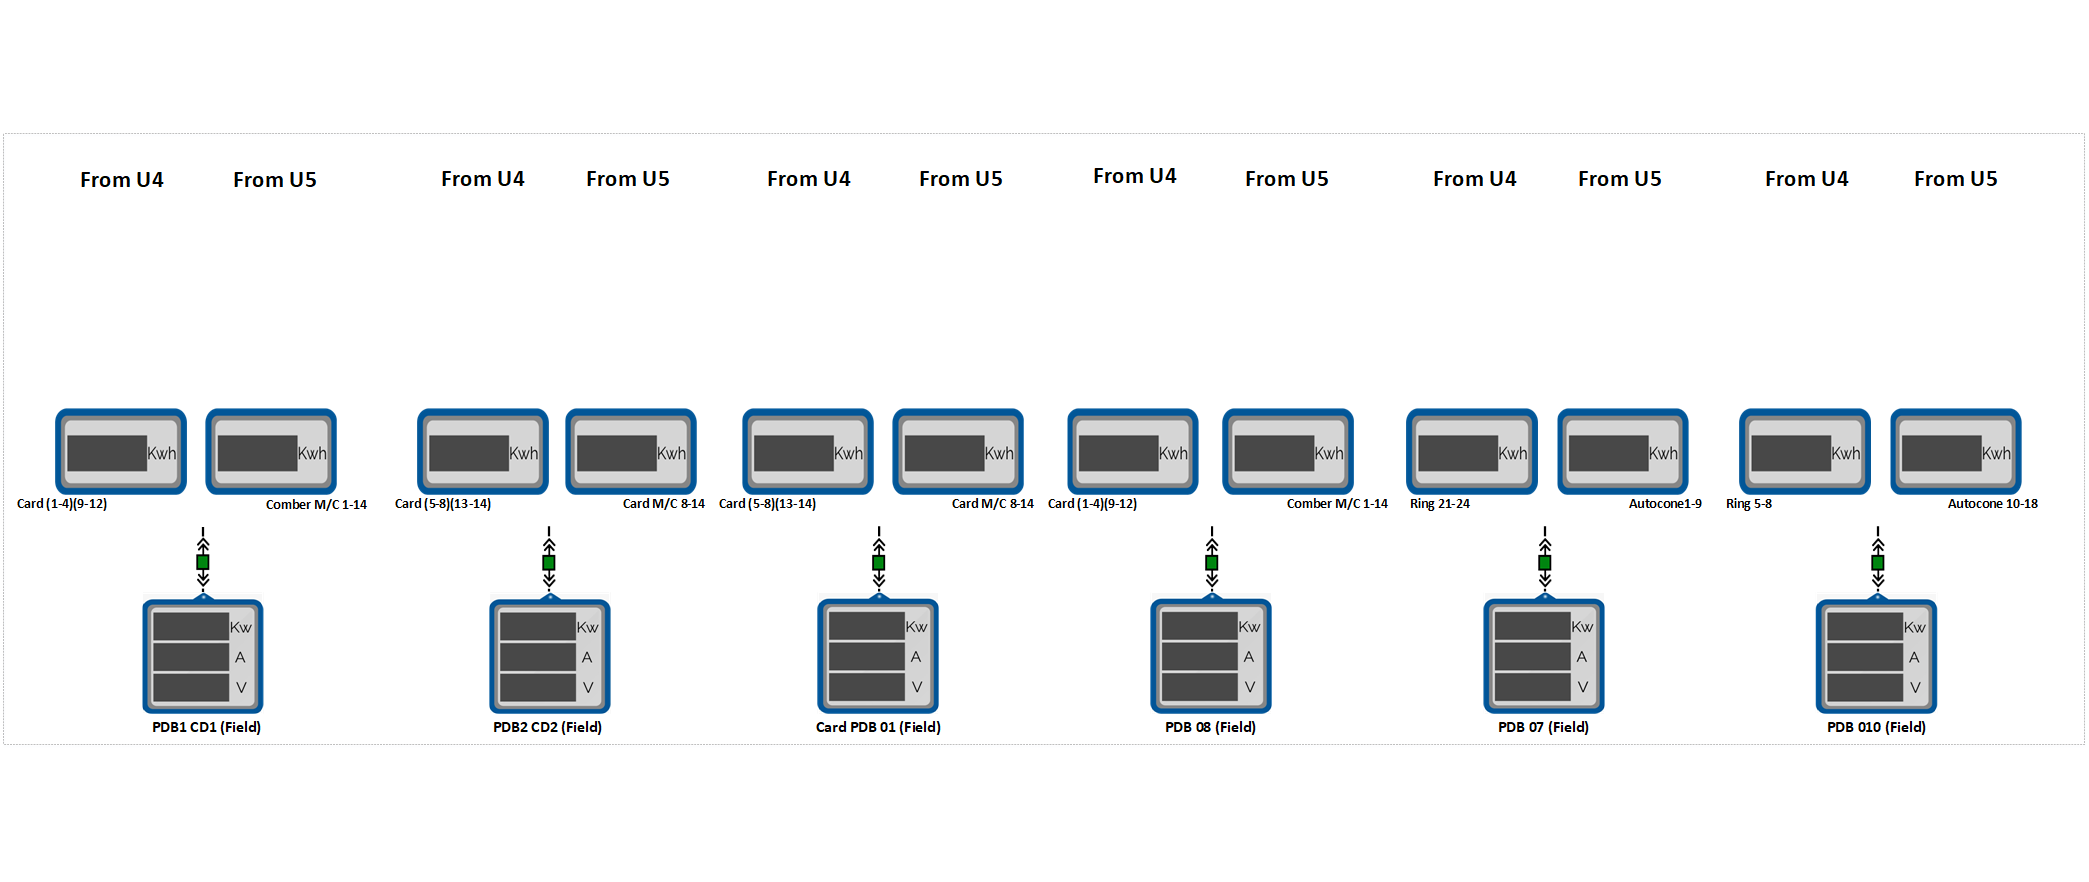 From U4 From U5 From U4 From U5 From U4 From U5 From U4 From U5 From U4 From U5 From U4 From U5
Kwh Kwh Kwh Kwh Kwh Kwh Kwh Kwh Kwh Kwh Kwh Kwh
Card (1-4)(9-12) Comber M/C 1-14 Card (5-8)(13-14) Card M/C 8-14 Card (5-8)(13-14) Card M/C 8-14 Card (1-4)(9-12) Comber M/C 1-14 Ring 21-24 Autocone1-9 Ring 5-8 Autocone 10-18
Kw Kw Kw Kw Kw Kw
A A A A A A
V V V V V V
PDB1 CD1 (Field) PDB2 CD2 (Field) Card PDB 01 (Field) PDB 08 (Field) PDB 07 (Field) PDB 010 (Field)